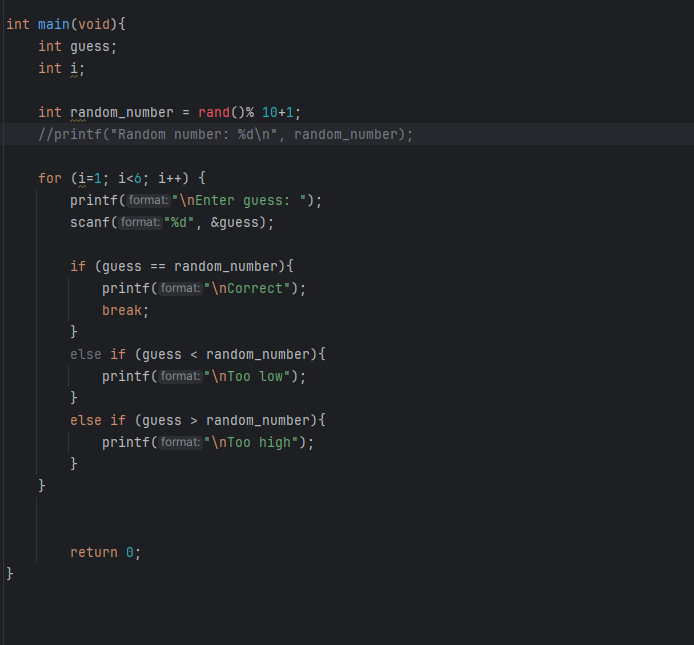 int main(void){
int guess;
int i;
int random_number = rand()% 10+1;
//printf("Random number: %d\n", random_number);
for (i=1; i<6; i++) {
printf( format: "\nEnter guess: ");
scanf( format: "%d", &guess);
if (guess == random_number){
printf( format: "\nCorrect");
break;
}
else if (guess < random_number){
printf( format: "\nToo low");
}
else if (guess > random_number){
printf( format: "\nToo high");
}
}
return 0;
}